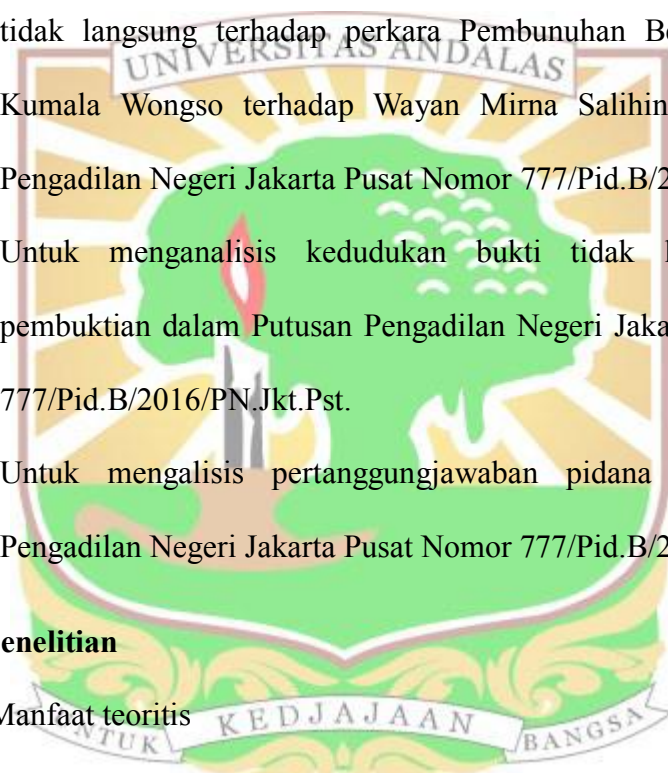 tidak langsung terhadap perkara Pembunuhan
UNIVERSITAS ANDALAS
Kumala Wongso terhadap Wayan Mirna Salihin
Pengadilan Negeri Jakarta Pusat Nomor 777/Pid.B/2
Untuk menganalisis kedudukan bukti tidak
pembuktian dalam Putusan Pengadilan Negeri
777/Pid.B/2016/PN.Jkt.Pst.
Untuk mengalisis pertanggungjawaban pidana
Pengadilan Negeri Jakarta Pusat Nomor 777/Pid.B/2
enelitian
Manfaat teoritis
UNTUK KEDJAJAAN BANGSA